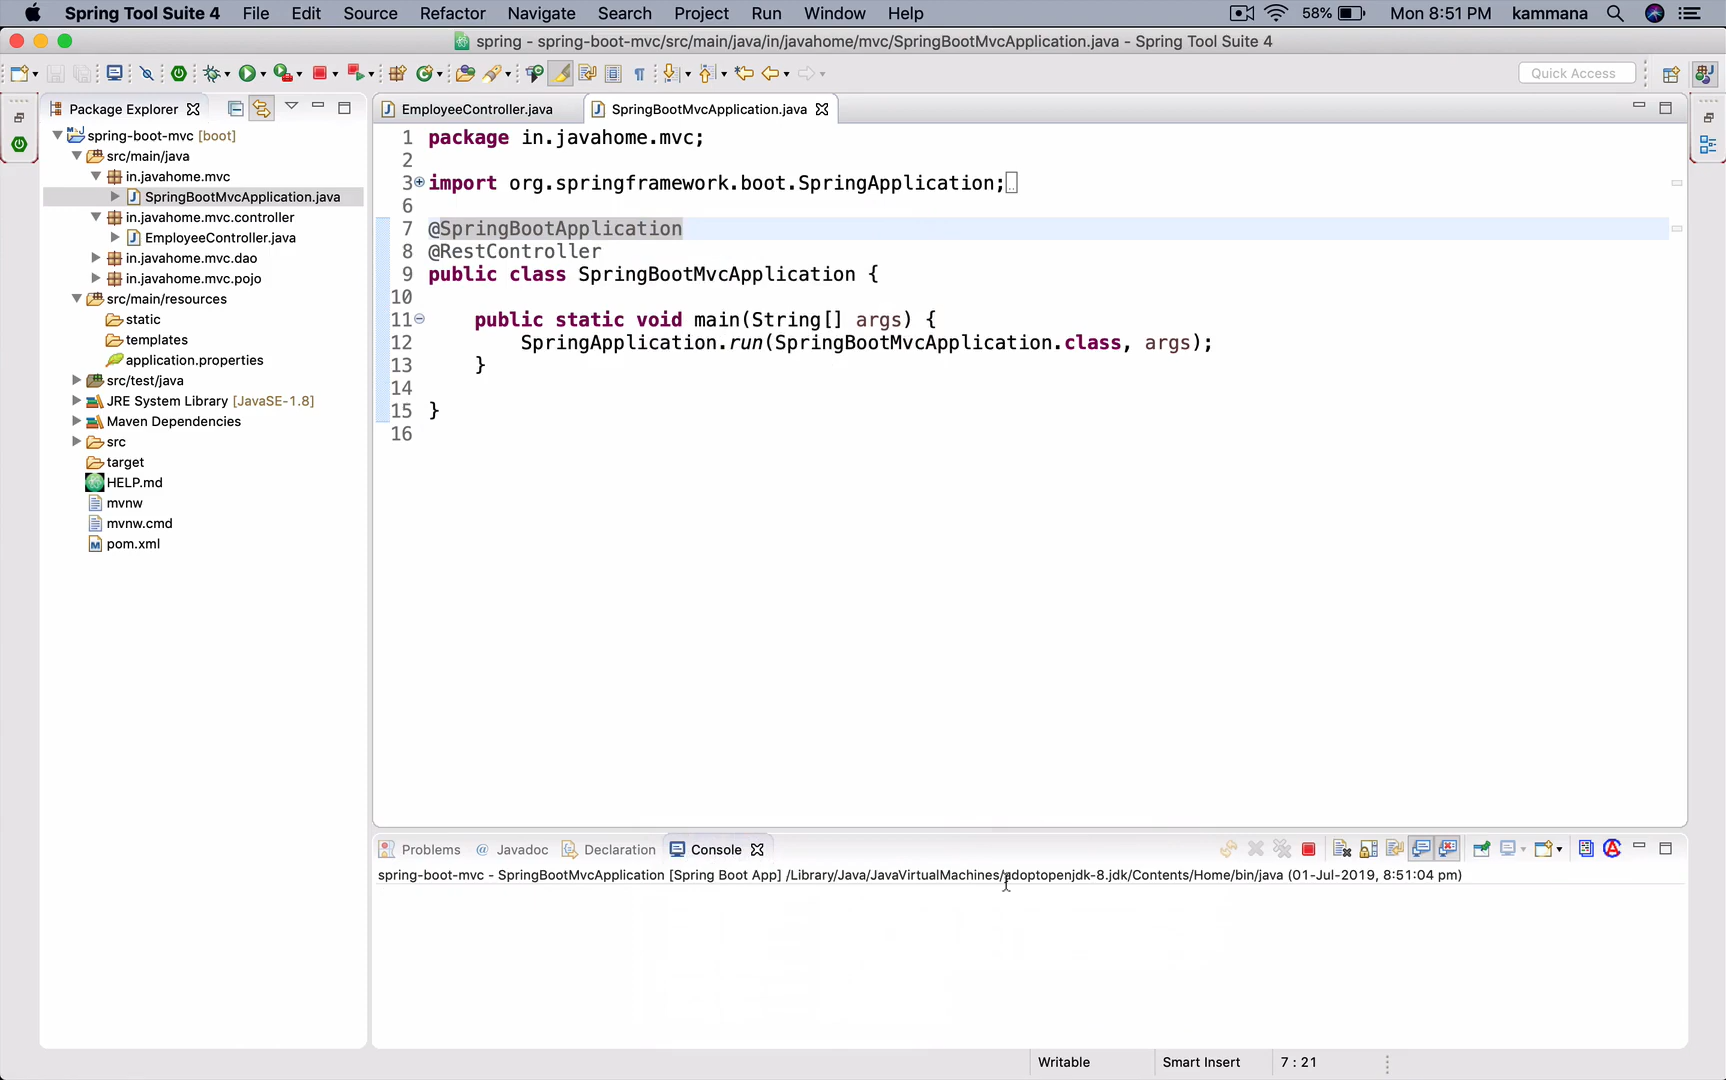 Spring Tool Suite 4 File Edit Source Refactor Navigate Search Project Run Window Help 58% Mon 8:51 PM kammana
spring - spring-boot-mvc/src/main/java/in/javahome/mvc/SpringBootMvcApplication.java - Spring Tool Suite 4
Quick Access
Package Explorer
spring-boot-mvc [boot]
src/main/java
in.javahome.mvc
SpringBootMvcApplication.java
in.javahome.mvc.controller
EmployeeController.java
in.javahome.mvc.dao
in.javahome.mvc.pojo
src/main/resources
static
templates
application.properties
src/test/java
JRE System Library [JavaSE-1.8]
Maven Dependencies
src
target
HELP.md
mvnw
mvnw.cmd
pom.xml
EmployeeController.java SpringBootMvcApplication.java
1 package in.javahome.mvc;
2
3 import org.springframework.boot.SpringApplication;
6
7 @SpringBootApplication
8 @RestController
9 public class SpringBootMvcApplication {
10
11 public static void main(String[] args) {
12 SpringApplication.run(SpringBootMvcApplication.class, args);
13 }
14
15 }
16
Problems @ Javadoc Declaration Console
spring-boot-mvc - SpringBootMvcApplication [Spring Boot App] /Library/Java/JavaVirtualMachines/adoptopenjdk-8.jdk/Contents/Home/bin/java (01-Jul-2019, 8:51:04 pm)
Writable Smart Insert 7 : 21